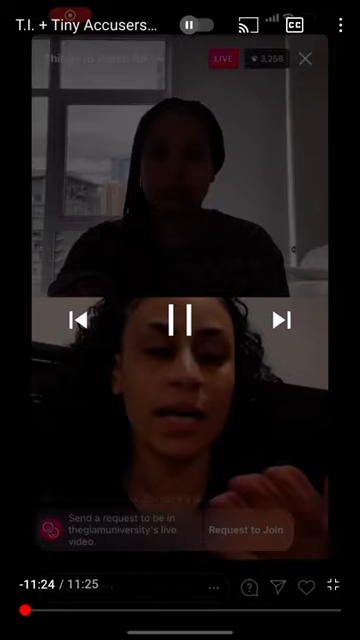 T.I. + Tiny Accusers...
CC
LIVE
3,258
Send a request to be in
theglamuniversity's live
video.
Request to Join
-11:24 / 11:25